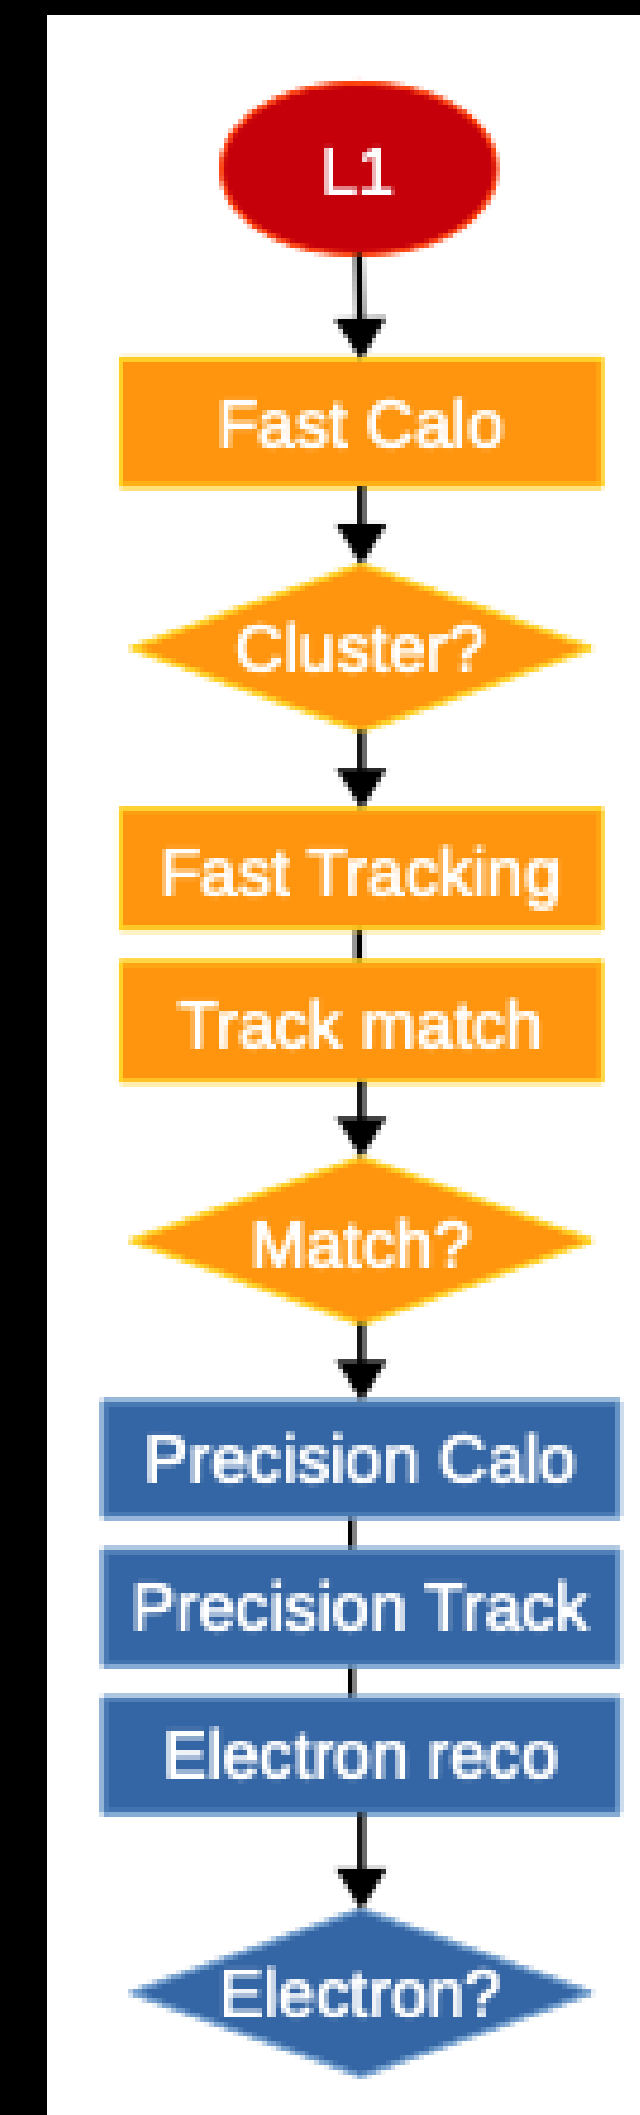 L1
Fast Calo
Cluster?
Fast Tracking
Track match
Match?
Precision Calo
Precision Track
Electron reco
Electron?